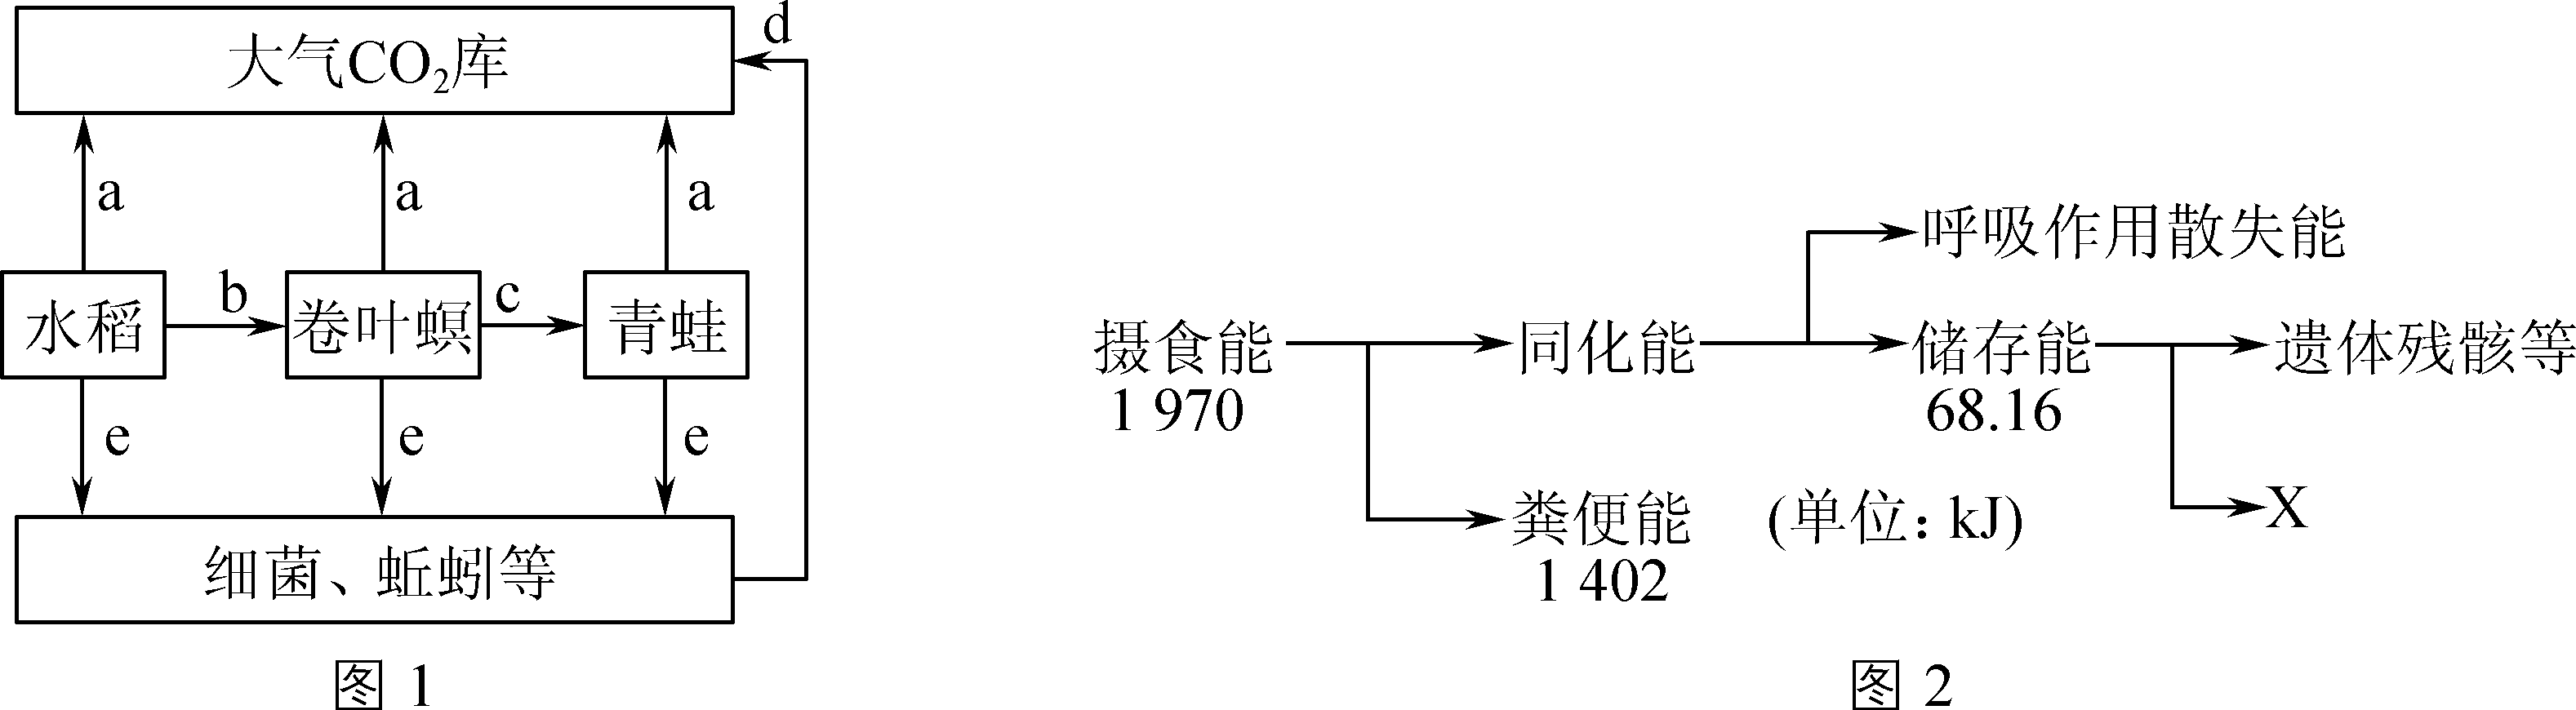 大气CO₂库
d
a
a
a
水稻
b
卷叶螟
c
青蛙
e
e
e
细菌、蚯蚓等
图 1
呼吸作用散失能
摄食能
1 970
同化能
储存能
68.16
遗体残骸等
粪便能
1 402
(单位：kJ)
X
图 2